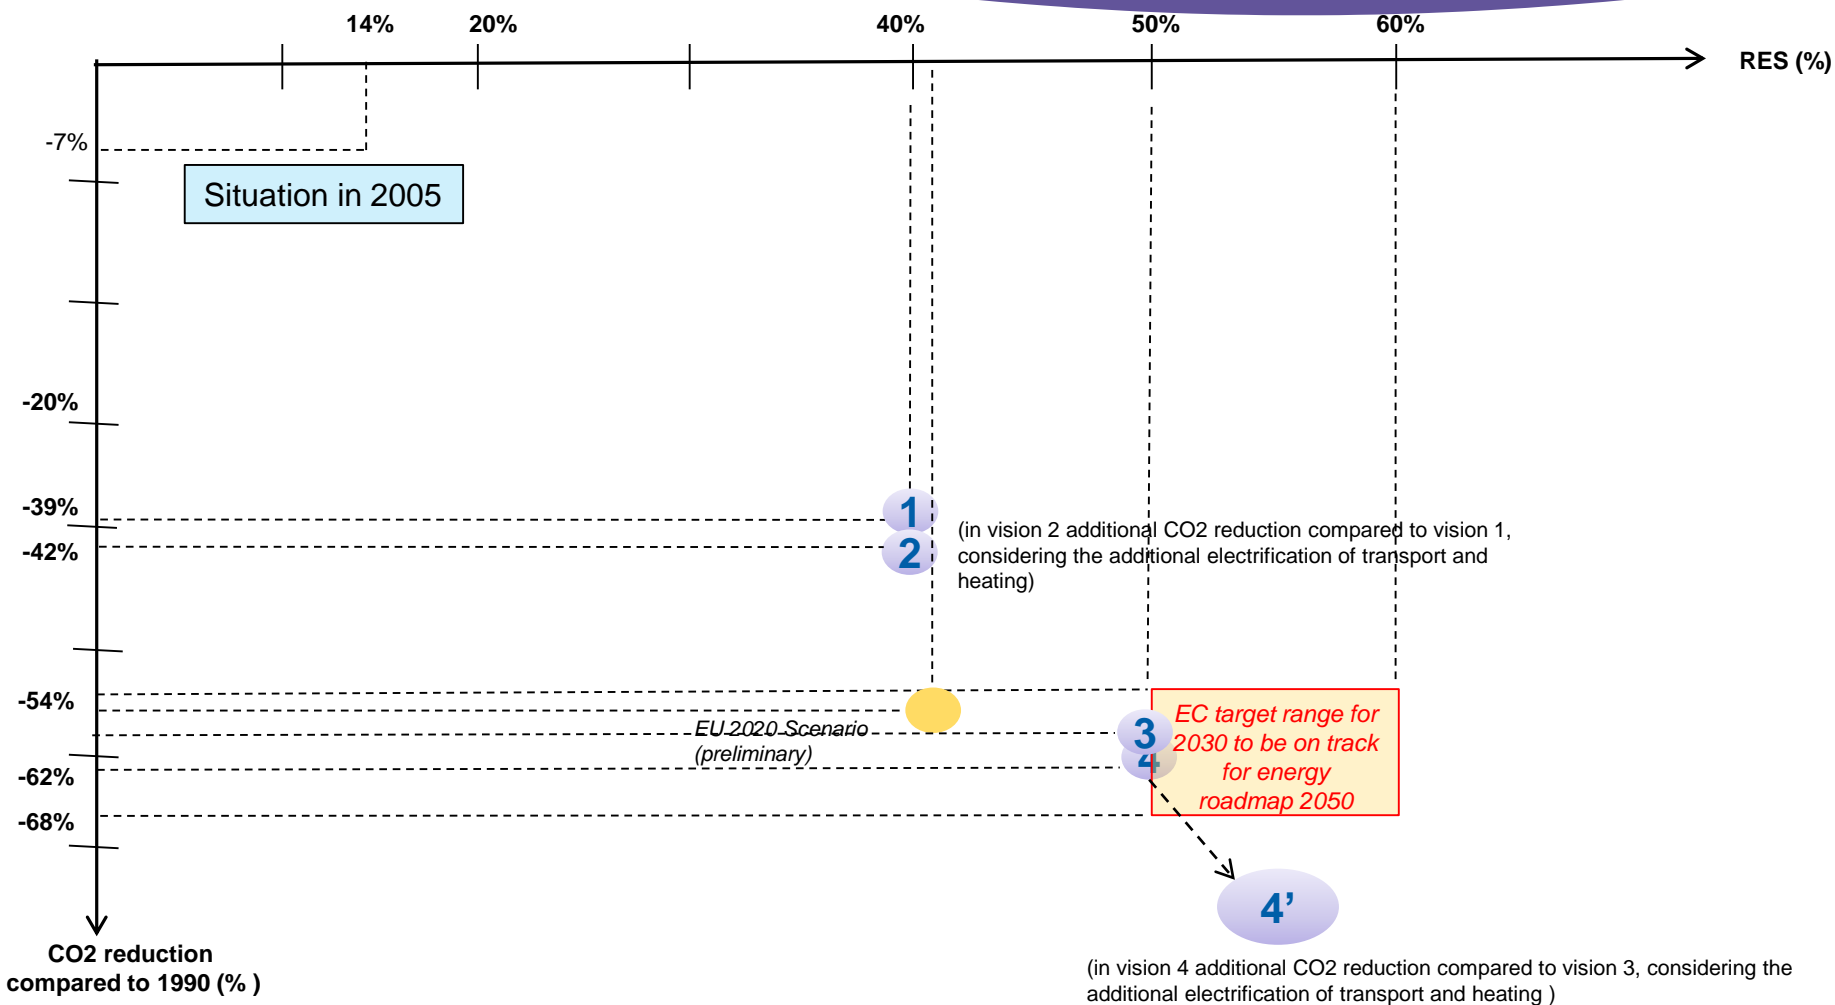 14%
20%
40%
50%
60%
RES (%)
-7%
Situation in 2005
-20%
-39%
1
-42%
2
(in vision 2 additional CO2 reduction compared to vision 1,
considering the additional electrification of transport and
heating)
-54%
EU 2020 Scenario
(preliminary)
3
4
EC target range for
2030 to be on track
for energy
roadmap 2050
-62%
-68%
4’
CO2 reduction
compared to 1990 (% )
(in vision 4 additional CO2 reduction compared to vision 3, considering the
additional electrification of transport and heating )